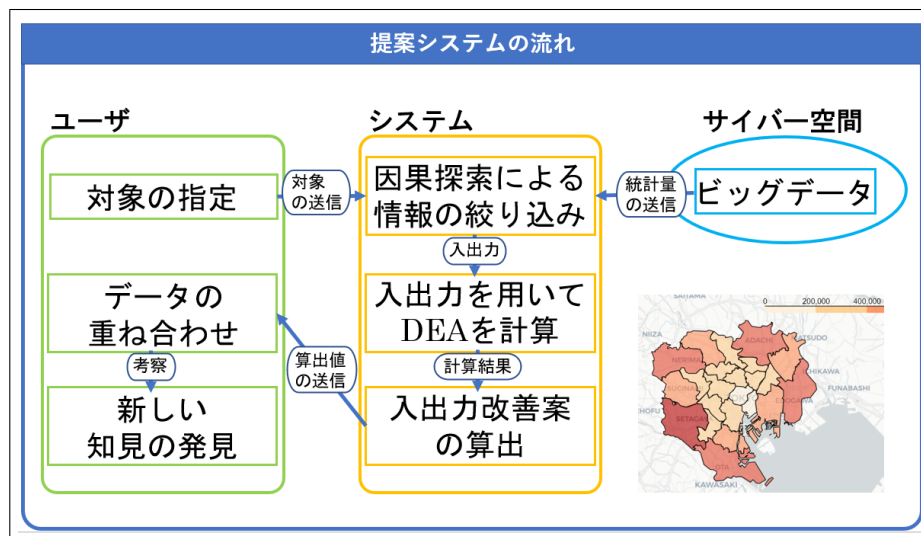 提案システムの流れ
ユーザ
システム
サイバー空間
対象の指定
対象
の送信
因果探索による
情報の絞り込み
統計量
の送信
ビッグデータ
入出力
データの
重ね合わせ
入出力を用いて
DEAを計算
考察
算出値
の送信
計算結果
新しい
知見の発見
入出力改善案
の算出
SAITAMA
0 200,000 400,000
NIIZA
ADACHI
NERIMA
FUNABASHI
EDOGAWA
OTA
KAWASAKI